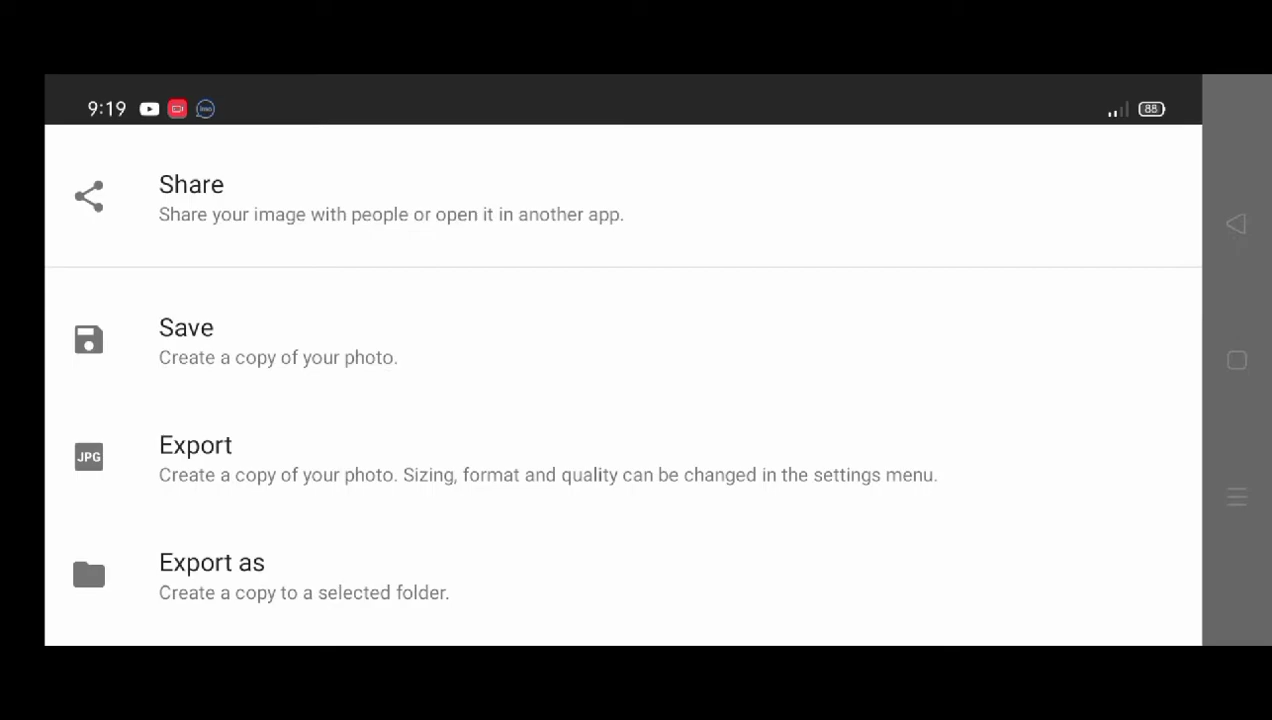 9:19
88
Share
Share your image with people or open it in another app.
Save
Create a copy of your photo.
JPG
Export
Create a copy of your photo. Sizing, format and quality can be changed in the settings menu.
Export as
Create a copy to a selected folder.